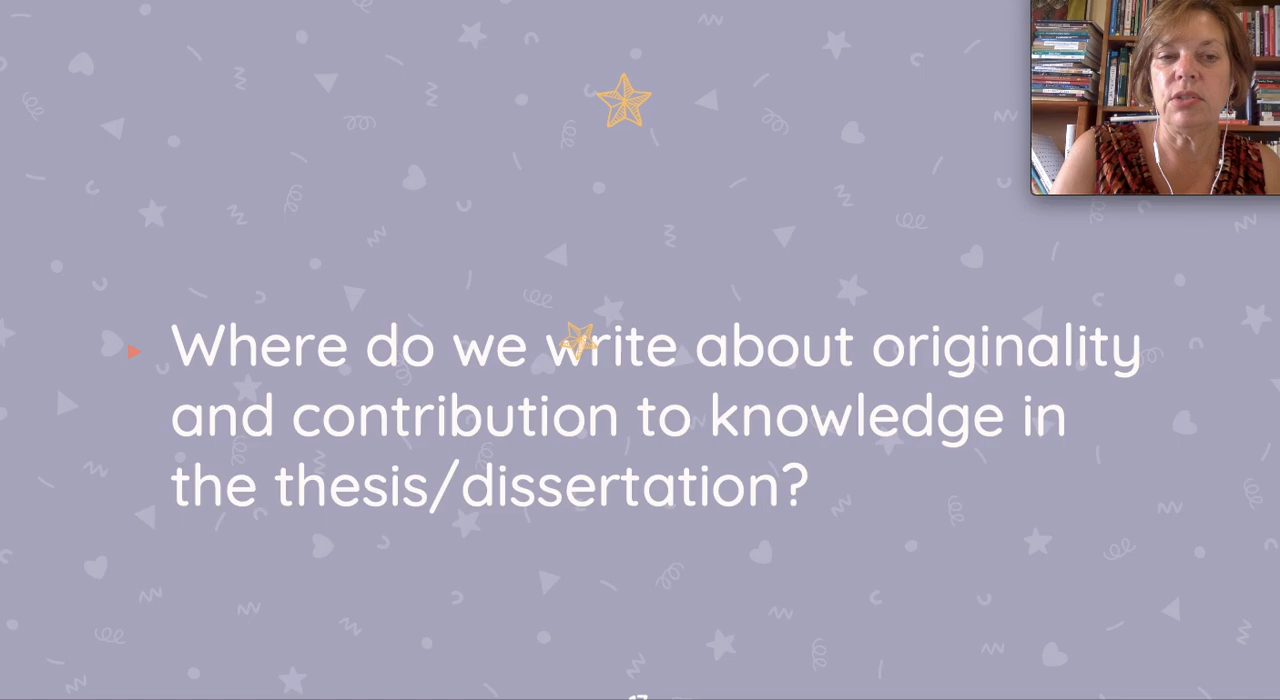 Where do we write about originality
and contribution to knowledge in
the thesis/dissertation?